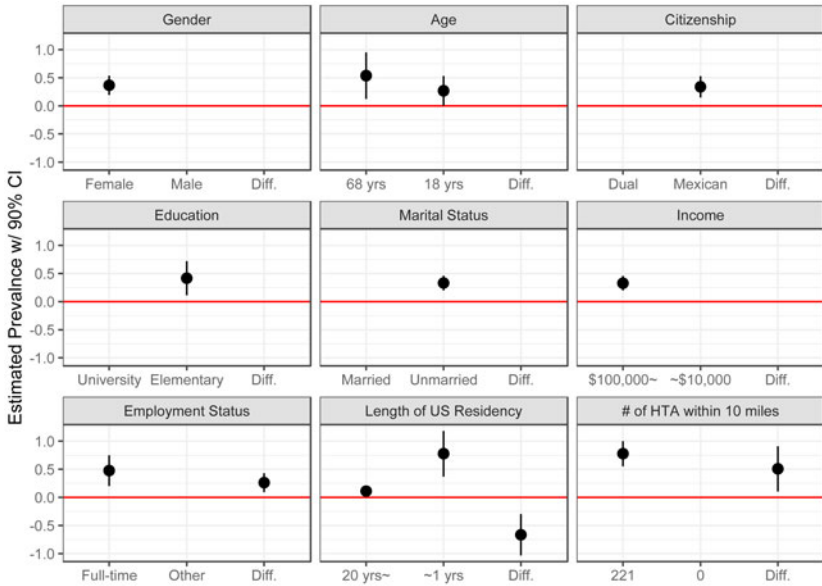 Estimated Prevalnce w/ 90% CI
Gender
1.0
0.5
0.0
-0.5
-1.0
Female Male Diff.
Age
68 yrs 18 yrs Diff.
Citizenship
Dual Mexican Diff.
Education
1.0
0.5
0.0
-0.5
-1.0
University Elementary Diff.
Marital Status
Married Unmarried Diff.
Income
$100,000~ ~$10,000 Diff.
Employment Status
1.0
0.5
0.0
-0.5
-1.0
Full-time Other Diff.
Length of US Residency
20 yrs~ ~1 yrs Diff.
# of HTA within 10 miles
221 0 Diff.